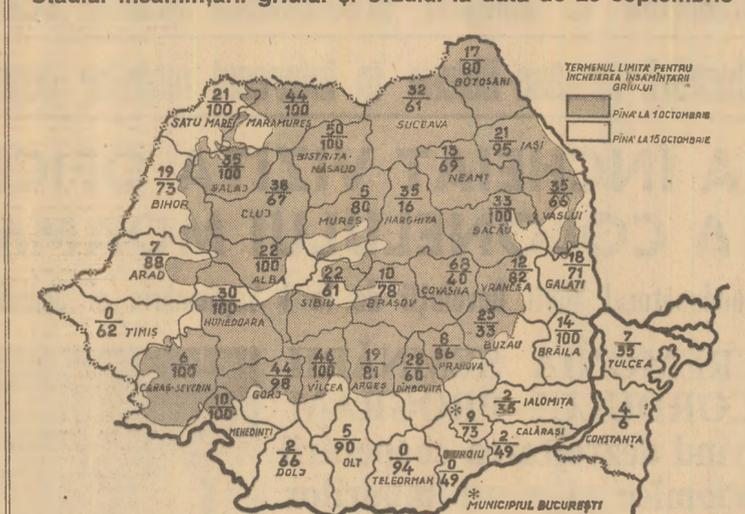 Stadiul însămînțării grîului și orzului la data de 26 septembrie
TERMENUL LIMITĂ PENTRU
ÎNCHEIEREA ÎNSĂMÎNȚĂRII
GRÎULUI
PÎNĂ LA 1 OCTOMBRIE
PÎNĂ LA 15 OCTOMBRIE
17
80
BOTOȘANI
21
100
SATU MARE
44
100
MARAMUREȘ
32
61
SUCEAVA
50
100
BISTRIȚA-
NĂSAUD
21
95
IAȘI
19
73
BIHOR
35
100
SĂLAJ
38
67
CLUJ
5
80
MUREȘ
35
16
HARGHITA
13
69
NEAMȚ
33
100
BACĂU
35
66
VASLUI
7
88
ARAD
22
100
ALBA
22
61
SIBIU
10
78
BRAȘOV
68
40
COVASNA
12
82
VRANCEA
18
71
GALAȚI
0
62
TIMIȘ
30
100
HUNEDOARA
25
33
BUZĂU
14
100
BRĂILA
7
35
TULCEA
6
100
CARAȘ-SEVERIN
10
100
MEHEDINȚI
44
98
GORJ
46
100
VÎLCEA
19
81
ARGEȘ
28
60
DÎMBOVIȚA
8
86
PRAHOVA
2
35
IALOMIȚA
*
9
73
2
49
CĂLĂRAȘI
4
6
CONSTANȚA
2
66
DOLJ
5
90
OLT
0
94
TELEORMAN
GIURGIU
0
49
* MUNICIPIUL BUCUREȘTI